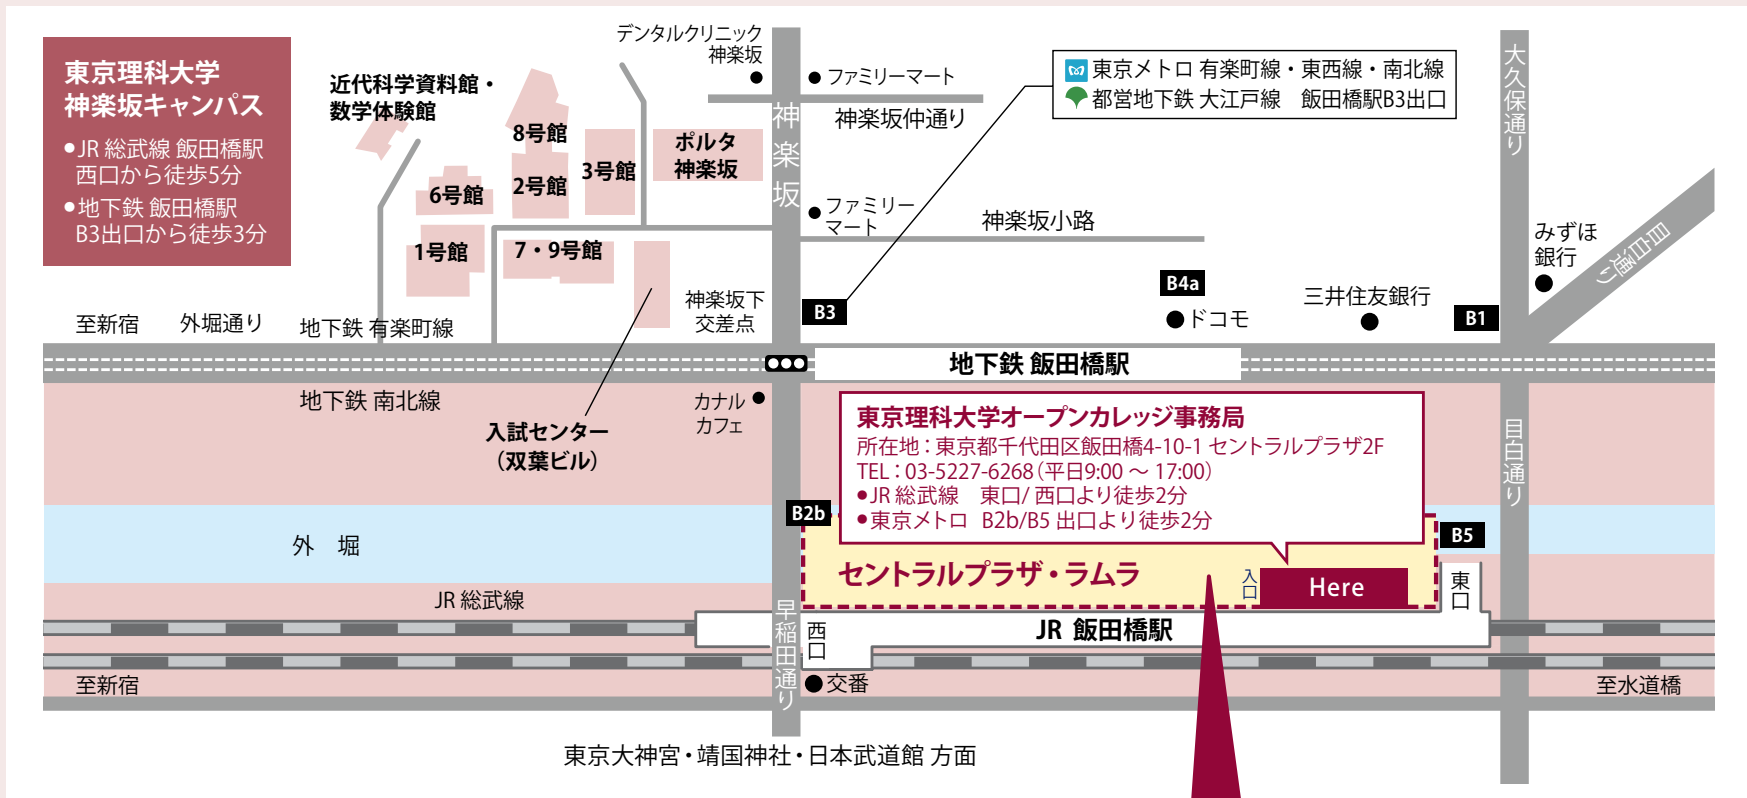 東京理科大学
神楽坂キャンパス
●JR 総武線 飯田橋駅
西口から徒歩5分
●地下鉄 飯田橋駅
B3出口から徒歩3分
近代科学資料館・
数学体験館
8号館
3号館
2号館
6号館
1号館
7・9号館
ポルタ
神楽坂
デンタルクリニック
神楽坂
ファミリーマート
神楽坂仲通り
神楽坂
東京メトロ 有楽町線・東西線・南北線
都営地下鉄 大江戸線　飯田橋駅B3出口
大久保通り
ファミリー
マート
神楽坂小路
みずほ
銀行
目白通り
至新宿
外堀通り
地下鉄 有楽町線
神楽坂下
交差点
B3
B4a
ドコモ
三井住友銀行
B1
地下鉄 飯田橋駅
地下鉄 南北線
入試センター
（双葉ビル）
カナル
カフェ
東京理科大学オープンカレッジ事務局
所在地：東京都千代田区飯田橋4-10-1 セントラルプラザ2F
TEL：03-5227-6268（平日9:00 ～ 17:00）
●JR 総武線　東口/ 西口より徒歩2分
●東京メトロ　B2b/B5 出口より徒歩2分
目白通り
B2b
B5
外　堀
セントラルプラザ・ラムラ
入口
Here
東口
JR 総武線
早稲田通り
西口
JR 飯田橋駅
至新宿
交番
至水道橋
東京大神宮・靖国神社・日本武道館 方面